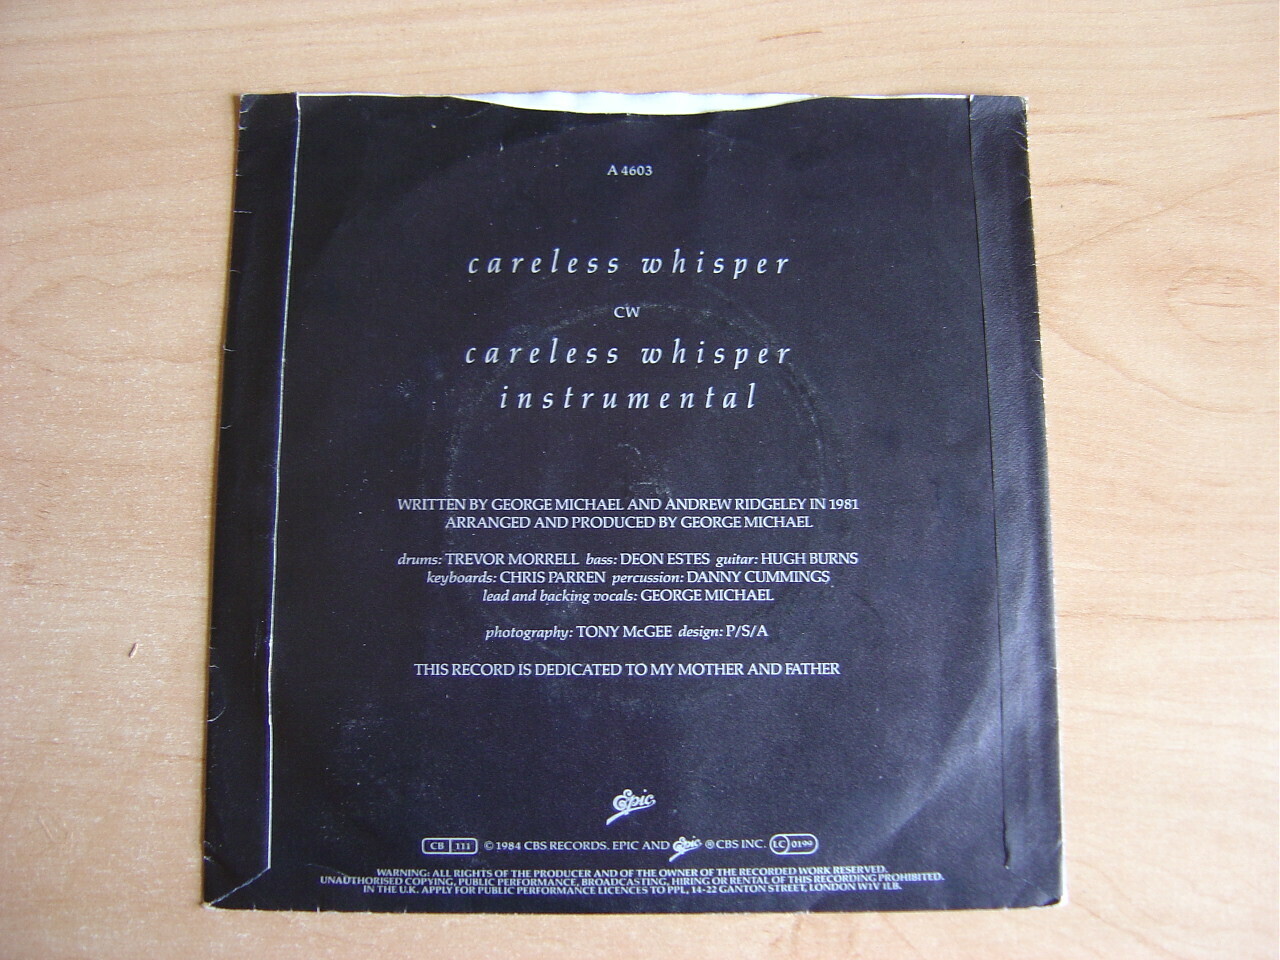 A 4603
careless whisper
CW
careless whisper
instrumental
WRITTEN BY GEORGE MICHAEL AND ANDREW RIDGELEY IN 1981
ARRANGED AND PRODUCED BY GEORGE MICHAEL
drums: TREVOR MORRELL bass: DEON ESTES guitar: HUGH BURNS
keyboards: CHRIS PARREN percussion: DANNY CUMMINGS
lead and backing vocals: GEORGE MICHAEL
photography: TONY McGEE design: P/S/A
THIS RECORD IS DEDICATED TO MY MOTHER AND FATHER
Epic
CB 111 © 1984 CBS RECORDS. EPIC AND Epic ® CBS INC. LC 0199
WARNING: ALL RIGHTS OF THE PRODUCER AND OF THE OWNER OF THE RECORDED WORK RESERVED.
UNAUTHORISED COPYING, PUBLIC PERFORMANCE, BROADCASTING, HIRING OR RENTAL OF THIS RECORDING PROHIBITED.
IN THE U.K. APPLY FOR PUBLIC PERFORMANCE LICENCES TO PPL, 14-22 GANTON STREET, LONDON W1V 1LB.